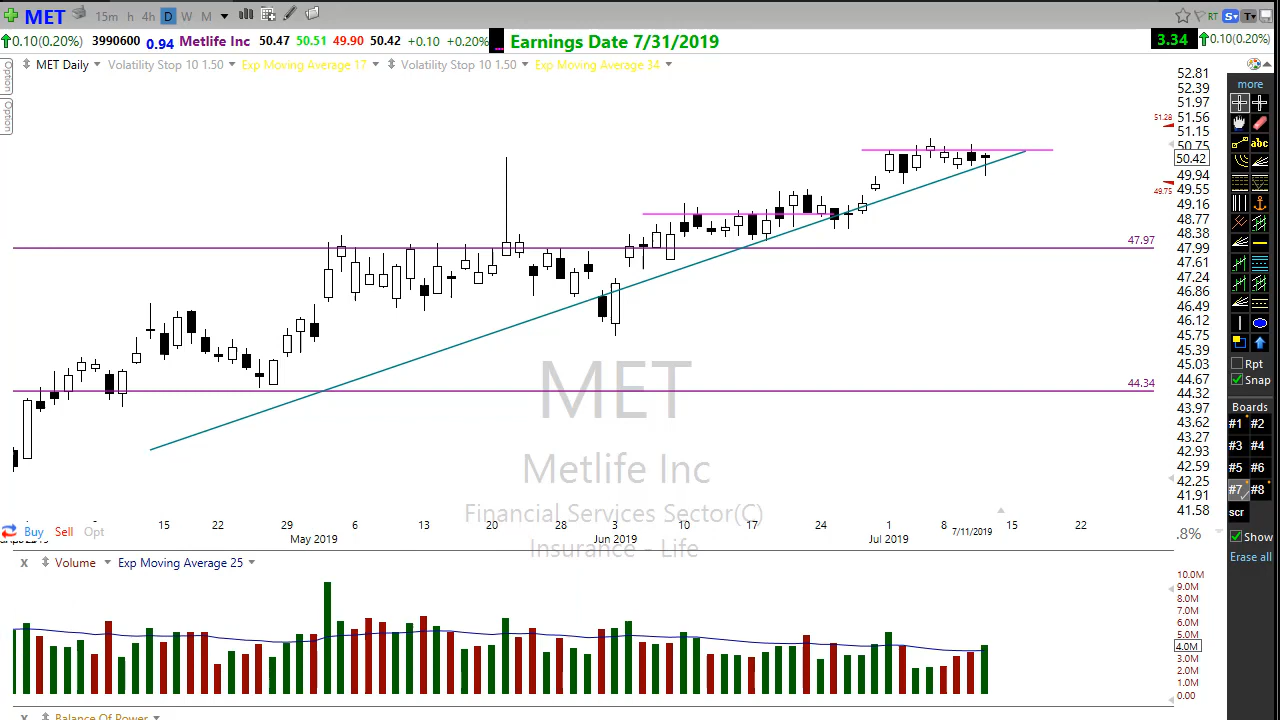 MET 15m h 4h D W M RT S T
0.10(0.20%) 3990600 0.94 Metlife Inc 50.47 50.51 49.90 50.42 +0.10 +0.20% Earnings Date 7/31/2019 3.34 0.10(0.20%)
MET Daily Volatility Stop 10 1.50 Exp Moving Average 17 Volatility Stop 10 1.50 Exp Moving Average 34
Option
Option
52.81
52.39
51.97
51.56
51.28
51.15
50.75
50.42
49.94
49.75
49.55
49.16
48.77
48.38
47.97
47.99
47.61
47.24
46.86
46.49
46.12
45.75
45.39
45.03
44.67
44.34
44.32
43.97
43.62
43.27
42.93
42.59
42.25
41.91
41.58
MET
Metlife Inc
Financial Services Sector(C)
Insurance - Life
15 22 29 6 13 20 28 3 10 17 24 1 8 7/11/2019 15 22
Buy Sell Opt
May 2019 Jun 2019 Jul 2019
.8%
more
abc
Rpt
Snap
Boards
#1 #2
#3 #4
#5 #6
#7 #8
scr
Show
Erase all
x Volume Exp Moving Average 25
10.0M
9.0M
8.0M
7.0M
6.0M
5.0M
4.0M
3.0M
2.0M
1.0M
0.00
x Balance Of Power